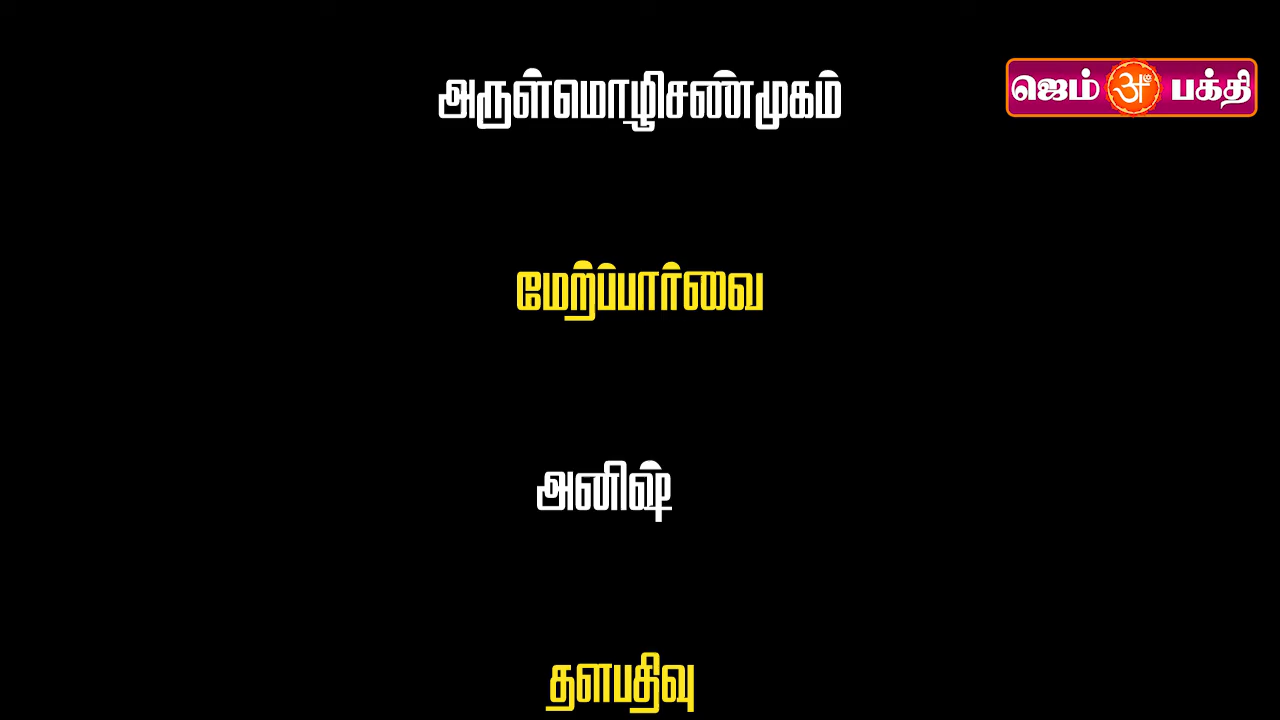 அருள்மொழிசண்முகம்
ஜெம் ॐ பக்தி
மேற்ப்பார்வை
அனிஷ்
தளபதிவு